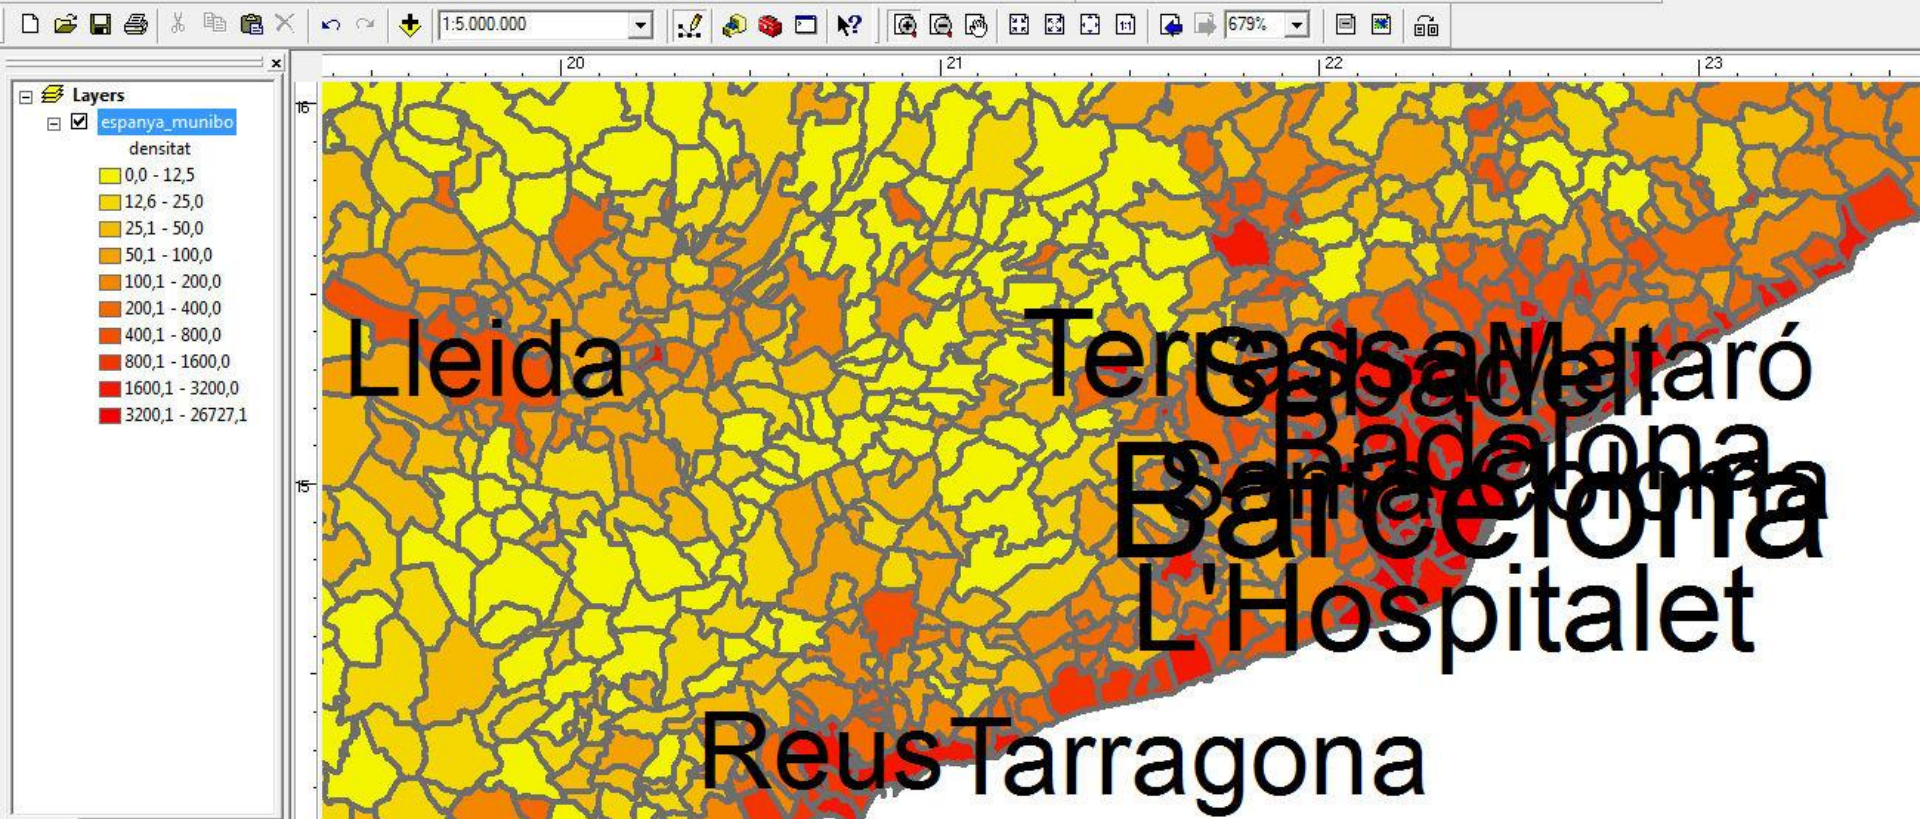 1:5.000.000
1:1
679%
20
21
22
23
16
15
Layers
espanya_munibo
densitat
0,0 - 12,5
12,6 - 25,0
25,1 - 50,0
50,1 - 100,0
100,1 - 200,0
200,1 - 400,0
400,1 - 800,0
800,1 - 1600,0
1600,1 - 3200,0
3200,1 - 26727,1
Lleida
Terrassa
Mataró
Sabadell
Badalona
Santa Coloma
Barcelona
L'Hospitalet
Reus
Tarragona